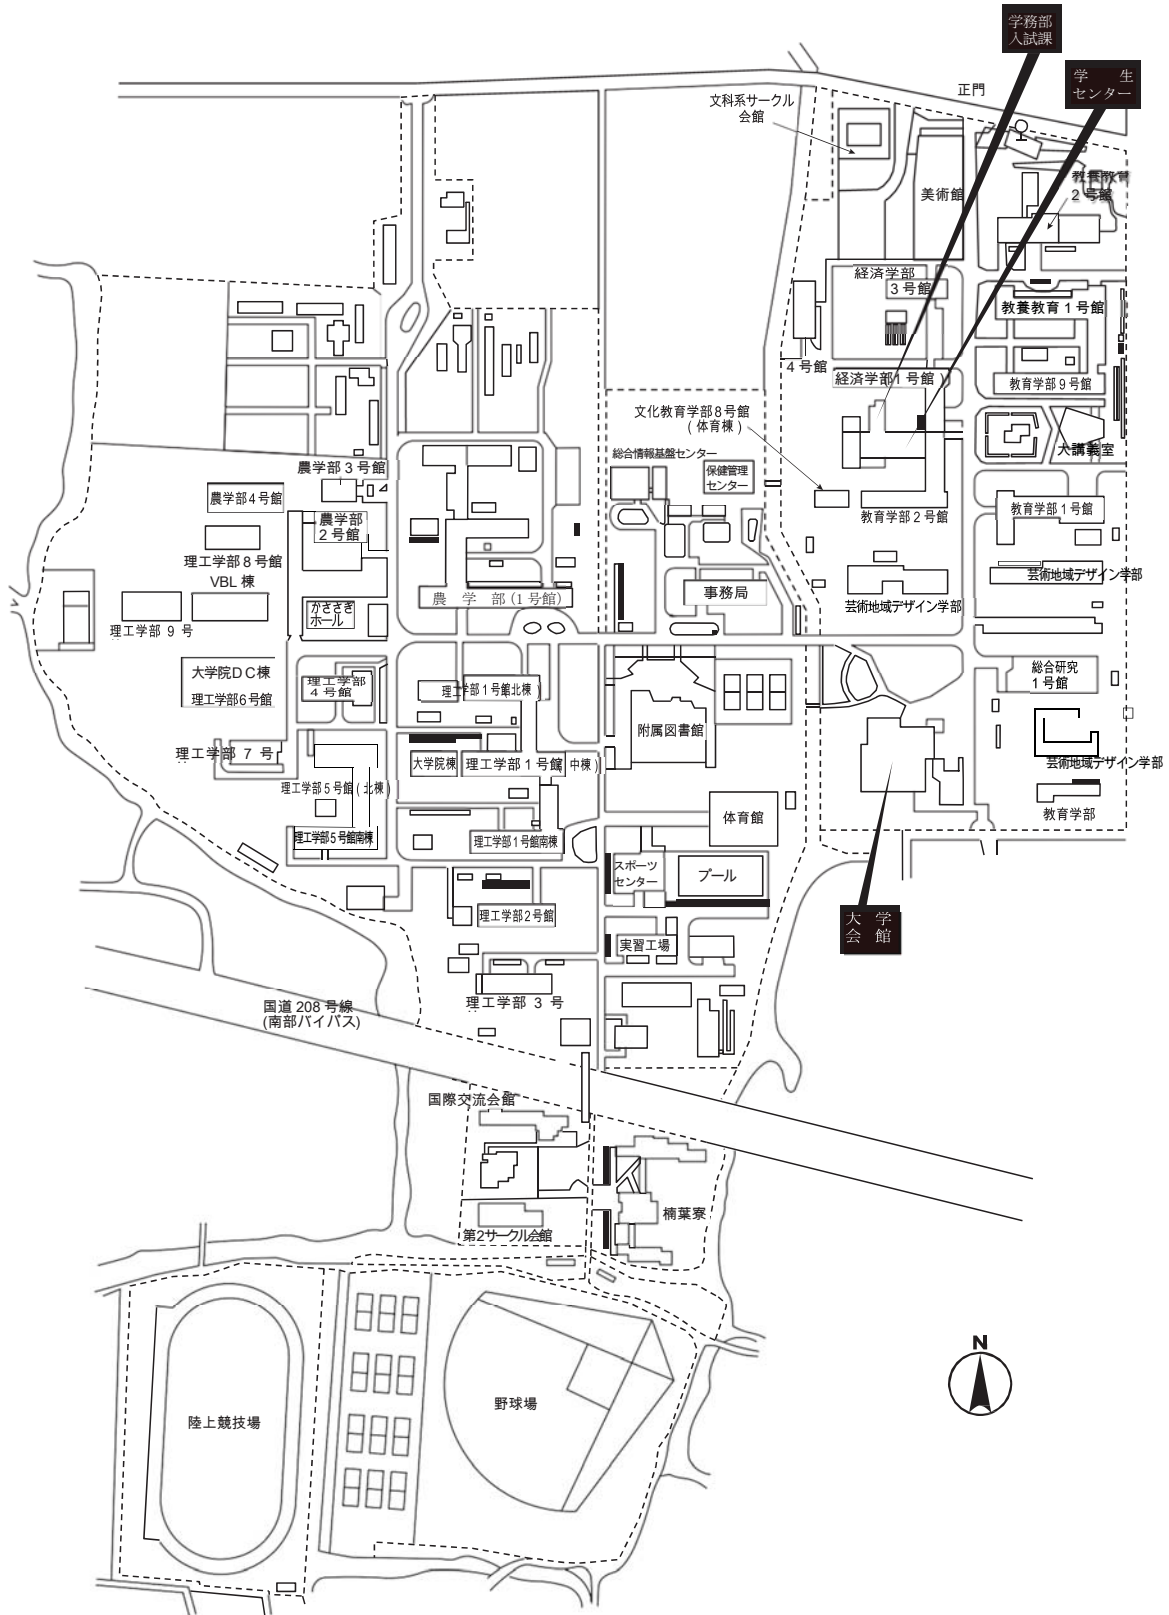 学務部
入試課
学 生
センター
正門
文科系サークル
会館
美術館
教養教育
2 号館
経済学部
3 号館
教養教育 1 号館
4 号館
経済学部 1 号館 )
教育学部 9 号館
文化教育学部 8 号館
( 体育棟 )
大講義室
総合情報基盤センター
保健管理
センター
農学部 3 号館
農学部 4 号館
農学部
2 号館
教育学部 1 号館
教育学部 2 号館
理工学部 8 号館
VBL 棟
芸術地域デザイン学部
農 学 部 (1 号館)
事務局
芸術地域デザイン学部
かささぎ
ホール
理工学部 9 号
大学院DC棟
理工学部6号館
理工学部
4 号館
理工学部 1 号館北棟 )
総合研究
1 号館
附属図書館
理工学部 7 号
大学院棟
理工学部 1 号館 中棟 )
芸術地域デザイン学部
理工学部 5 号館 ( 北棟 )
教育学部
体育館
理工学部 5 号館南棟
理工学部 1 号館南棟
スポーツ
センター
プール
理工学部 2 号館
大 学
会 館
実習工場
理工学部 3 号
国道 208 号線
(南部バイパス)
国際交流会館
楠葉寮
第2サークル会館
N
野球場
陸上競技場